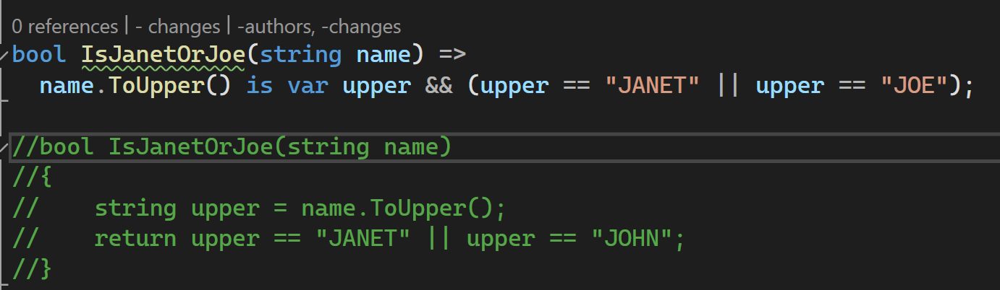 0 references | - changes | -authors, -changes
bool IsJanetOrJoe(string name) =>
name.ToUpper() is var upper && (upper == "JANET" || upper == "JOE");
//bool IsJanetOrJoe(string name)
//{
//    string upper = name.ToUpper();
//    return upper == "JANET" || upper == "JOHN";
//}